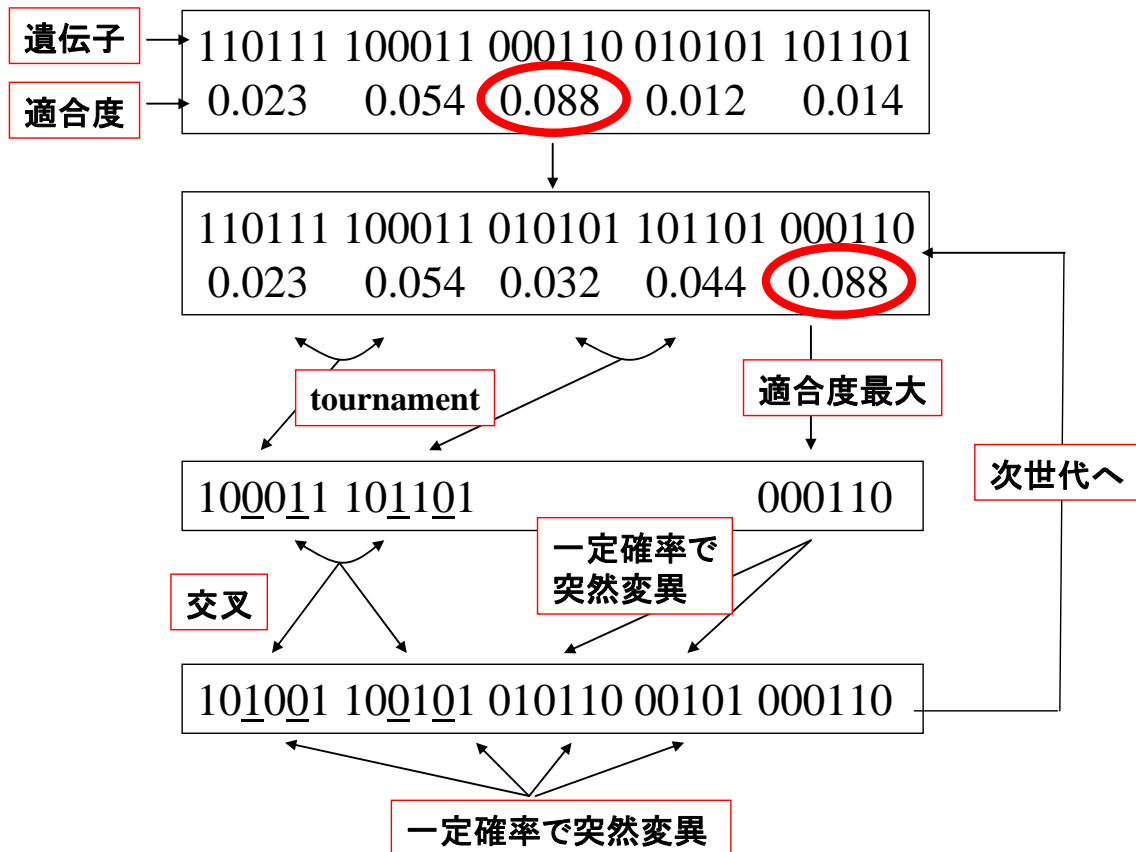 遺伝子
110111 100011 000110 010101 101101
適合度
0.023 0.054 0.088 0.012 0.014
110111 100011 010101 101101 000110
0.023 0.054 0.032 0.044 0.088
tournament
適合度最大
次世代へ
100011 101101 000110
一定確率で
突然変異
交叉
101001 100101 010110 00101 000110
一定確率で突然変異